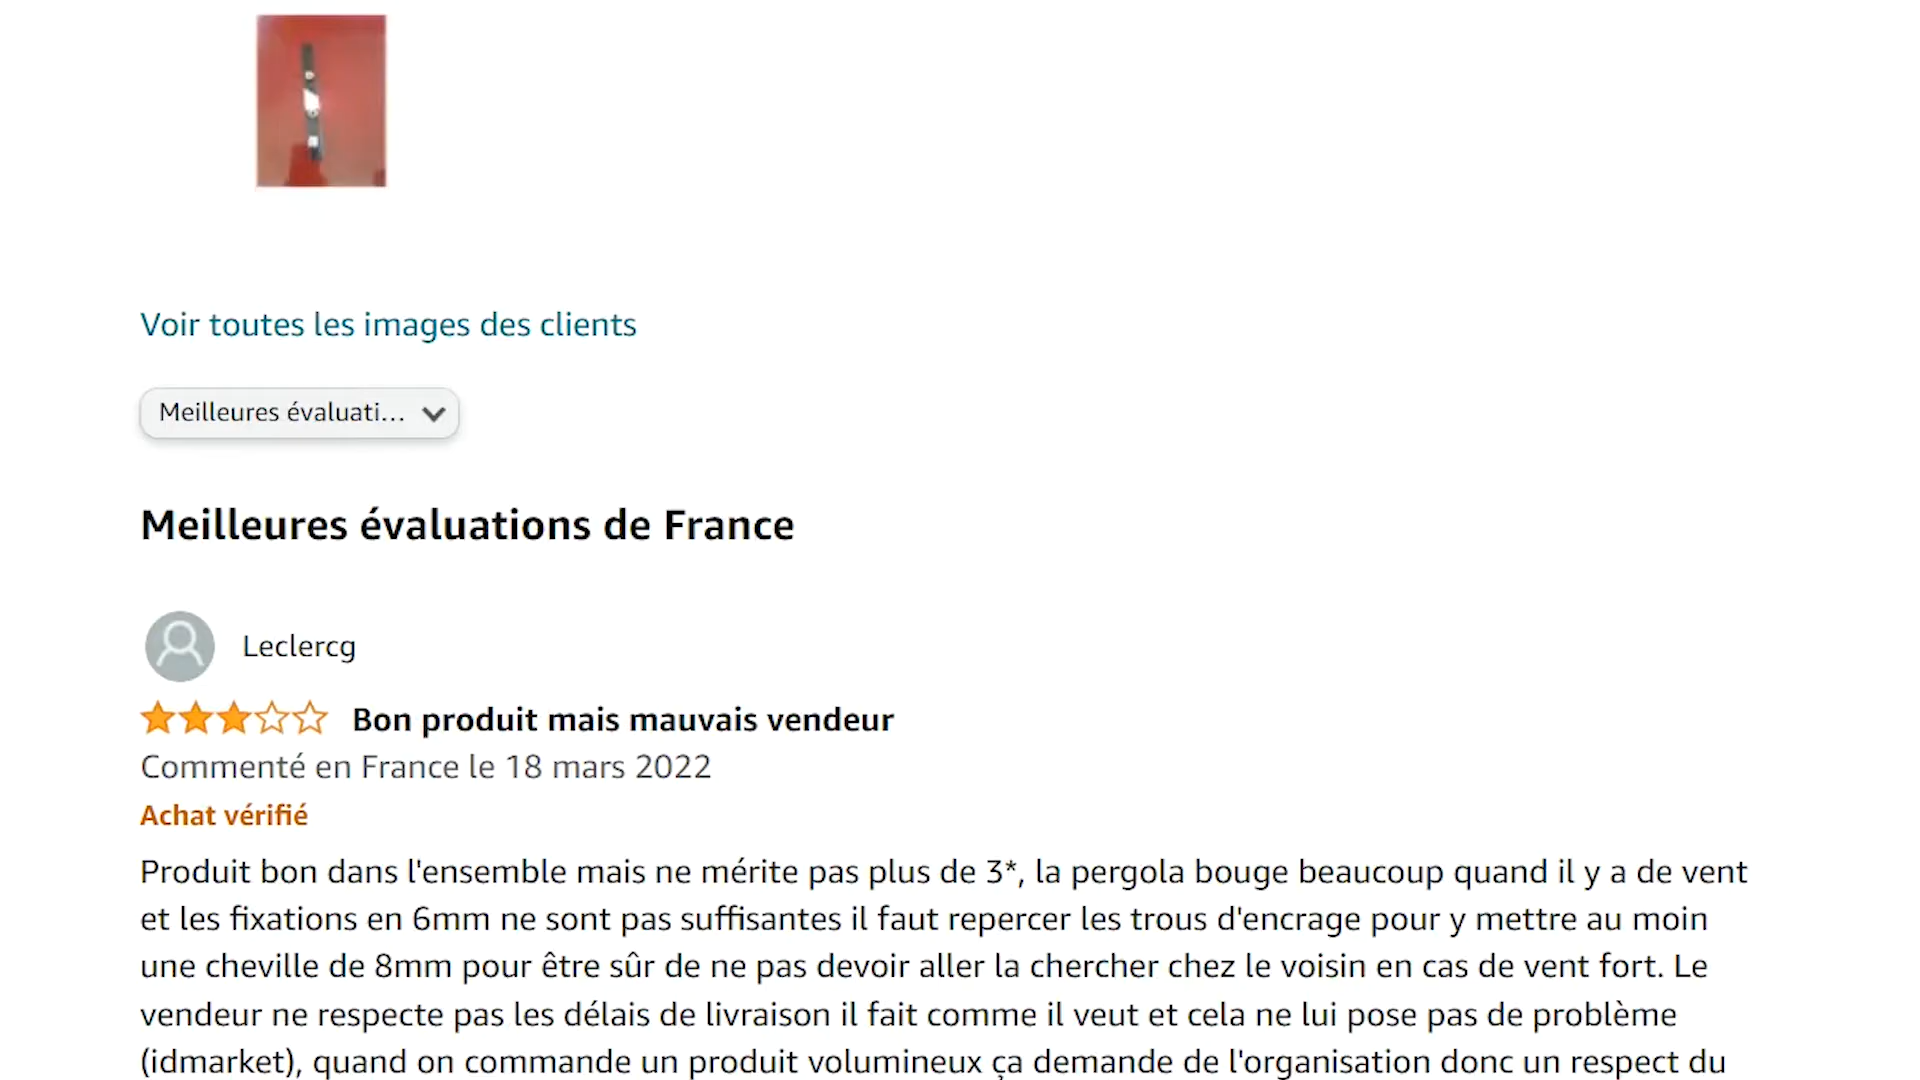 Voir toutes les images des clients
Meilleures évaluati...
Meilleures évaluations de France
Leclercg
Bon produit mais mauvais vendeur
Commenté en France le 18 mars 2022
Achat vérifié
Produit bon dans l'ensemble mais ne mérite pas plus de 3*, la pergola bouge beaucoup quand il y a de vent
et les fixations en 6mm ne sont pas suffisantes il faut repercer les trous d'encrage pour y mettre au moin
une cheville de 8mm pour être sûr de ne pas devoir aller la chercher chez le voisin en cas de vent fort. Le
vendeur ne respecte pas les délais de livraison il fait comme il veut et cela ne lui pose pas de problème
(idmarket), quand on commande un produit volumineux ça demande de l'organisation donc un respect du